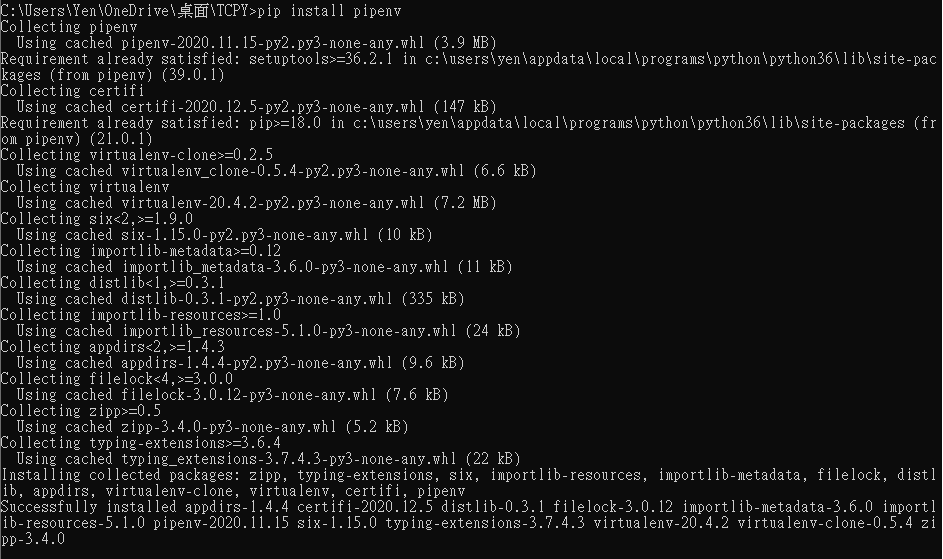 C:\Users\Yen\OneDrive\桌面\TCPY>pip install pipenv
Collecting pipenv
  Using cached pipenv-2020.11.15-py2.py3-none-any.whl (3.9 MB)
Requirement already satisfied: setuptools>=36.2.1 in c:\users\yen\appdata\local\programs\python\python36\lib\site-pac
kages (from pipenv) (39.0.1)
Collecting certifi
  Using cached certifi-2020.12.5-py2.py3-none-any.whl (147 kB)
Requirement already satisfied: pip>=18.0 in c:\users\yen\appdata\local\programs\python\python36\lib\site-packages (fr
om pipenv) (21.0.1)
Collecting virtualenv-clone>=0.2.5
  Using cached virtualenv_clone-0.5.4-py2.py3-none-any.whl (6.6 kB)
Collecting virtualenv
  Using cached virtualenv-20.4.2-py2.py3-none-any.whl (7.2 MB)
Collecting six<2,>=1.9.0
  Using cached six-1.15.0-py2.py3-none-any.whl (10 kB)
Collecting importlib-metadata>=0.12
  Using cached importlib_metadata-3.6.0-py3-none-any.whl (11 kB)
Collecting distlib<1,>=0.3.1
  Using cached distlib-0.3.1-py2.py3-none-any.whl (335 kB)
Collecting importlib-resources>=1.0
  Using cached importlib_resources-5.1.0-py3-none-any.whl (24 kB)
Collecting appdirs<2,>=1.4.3
  Using cached appdirs-1.4.4-py2.py3-none-any.whl (9.6 kB)
Collecting filelock<4,>=3.0.0
  Using cached filelock-3.0.12-py3-none-any.whl (7.6 kB)
Collecting zipp>=0.5
  Using cached zipp-3.4.0-py3-none-any.whl (5.2 kB)
Collecting typing-extensions>=3.6.4
  Using cached typing_extensions-3.7.4.3-py3-none-any.whl (22 kB)
Installing collected packages: zipp, typing-extensions, six, importlib-resources, importlib-metadata, filelock, distl
ib, appdirs, virtualenv-clone, virtualenv, certifi, pipenv
Successfully installed appdirs-1.4.4 certifi-2020.12.5 distlib-0.3.1 filelock-3.0.12 importlib-metadata-3.6.0 importl
ib-resources-5.1.0 pipenv-2020.11.15 six-1.15.0 typing-extensions-3.7.4.3 virtualenv-20.4.2 virtualenv-clone-0.5.4 zi
pp-3.4.0